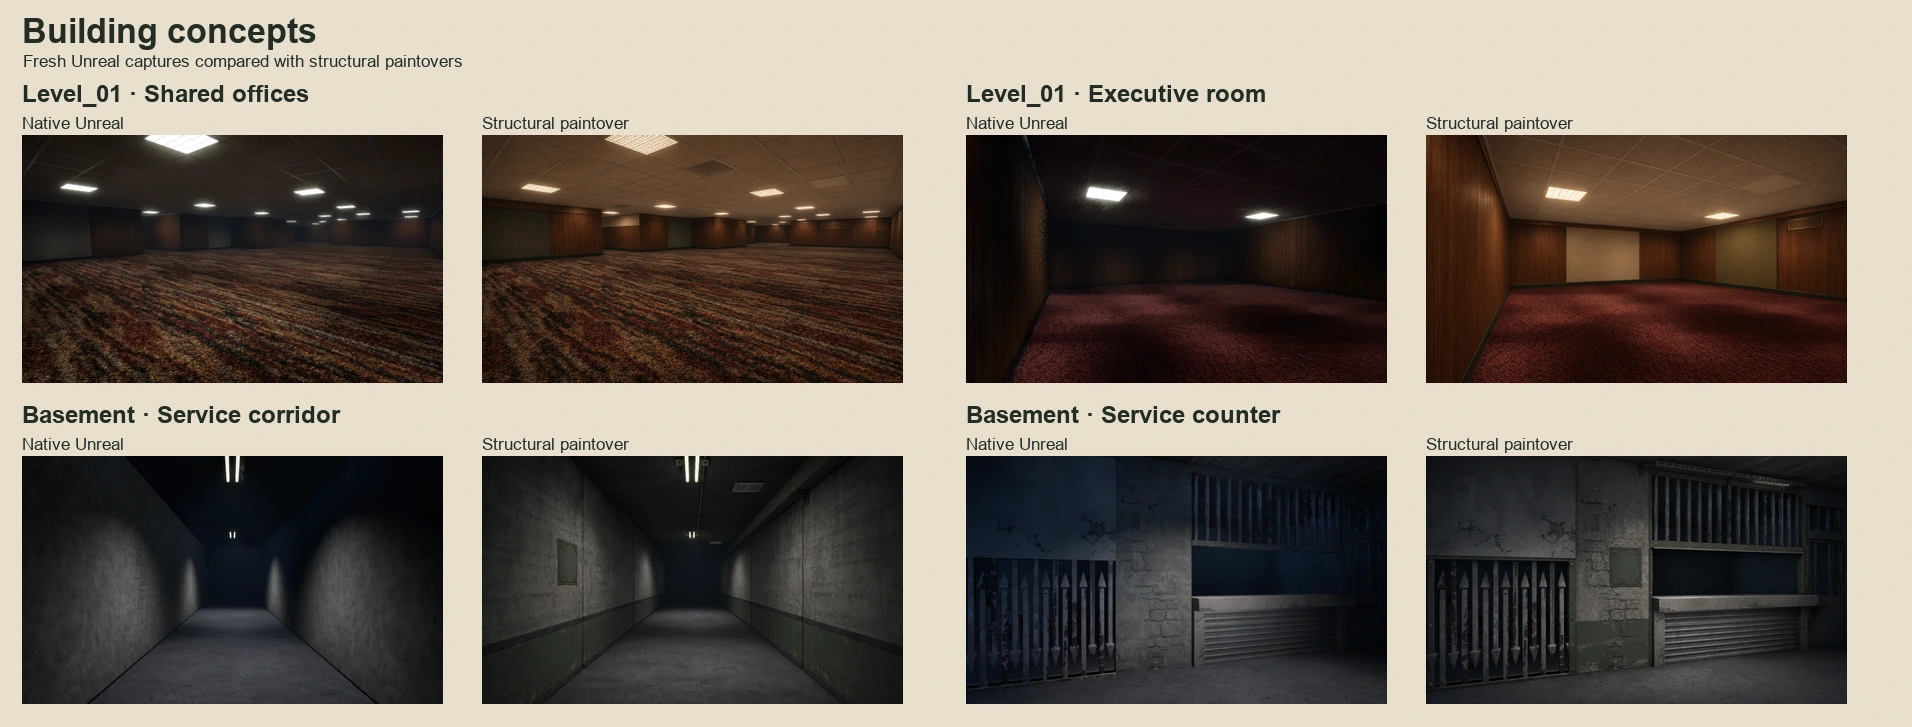 Building concepts
Fresh Unreal captures compared with structural paintovers
Level_01 · Shared offices
Native Unreal
Structural paintover
Level_01 · Executive room
Native Unreal
Structural paintover
Basement · Service corridor
Native Unreal
Structural paintover
Basement · Service counter
Native Unreal
Structural paintover